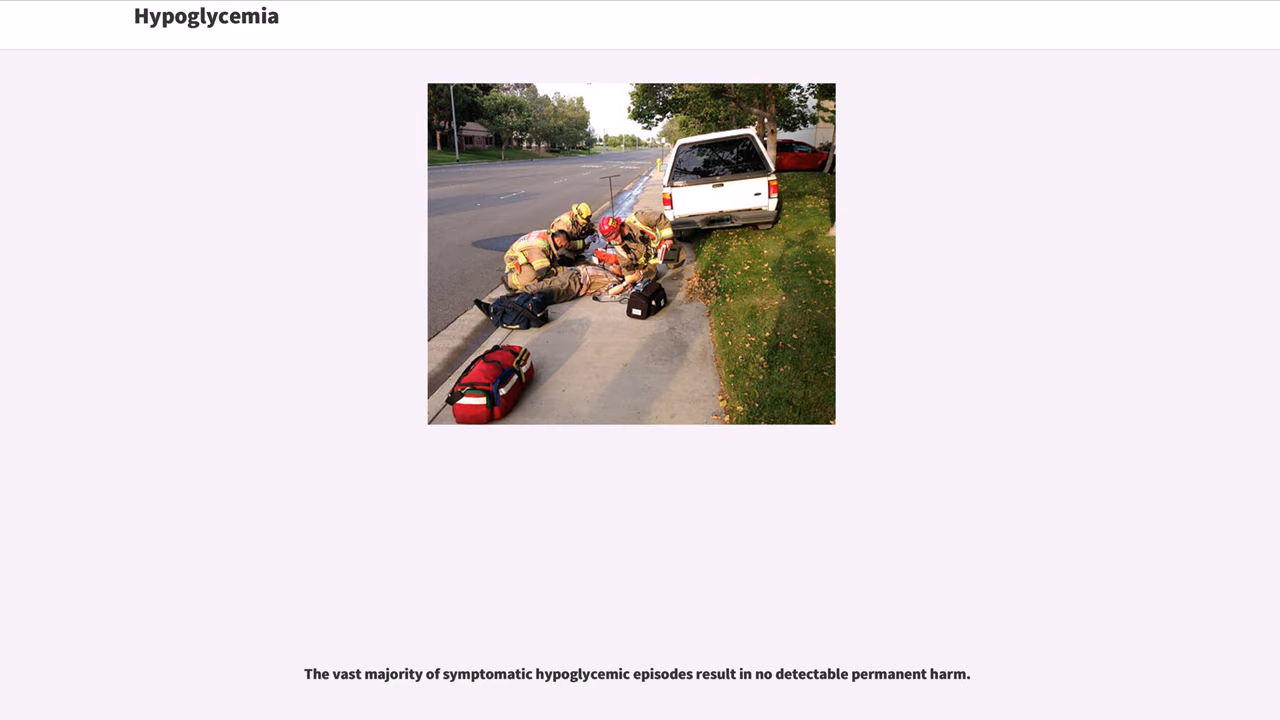 Hypoglycemia
The vast majority of symptomatic hypoglycemic episodes result in no detectable permanent harm.